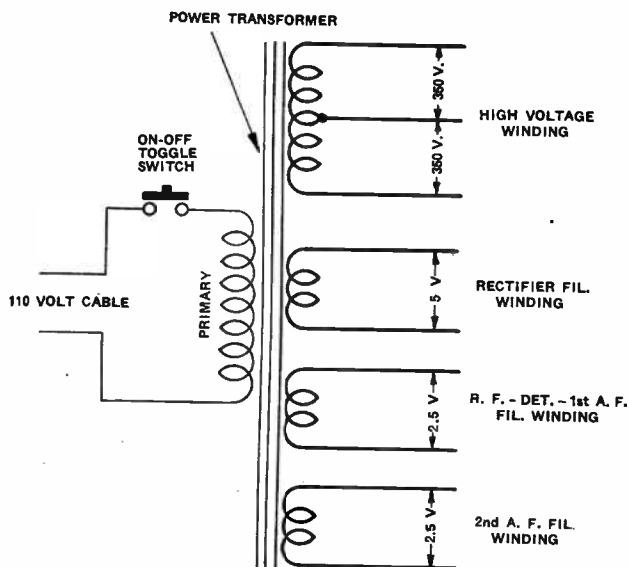 POWER TRANSFORMER
350 V.
350 V.
HIGH VOLTAGE
WINDING
ON-OFF
TOGGLE
SWITCH
110 VOLT CABLE
PRIMARY
5 V
RECTIFIER FIL.
WINDING
2.5 V
R. F. - DET. - 1st A. F.
FIL. WINDING
2.5 V
2nd A. F. FIL.
WINDING